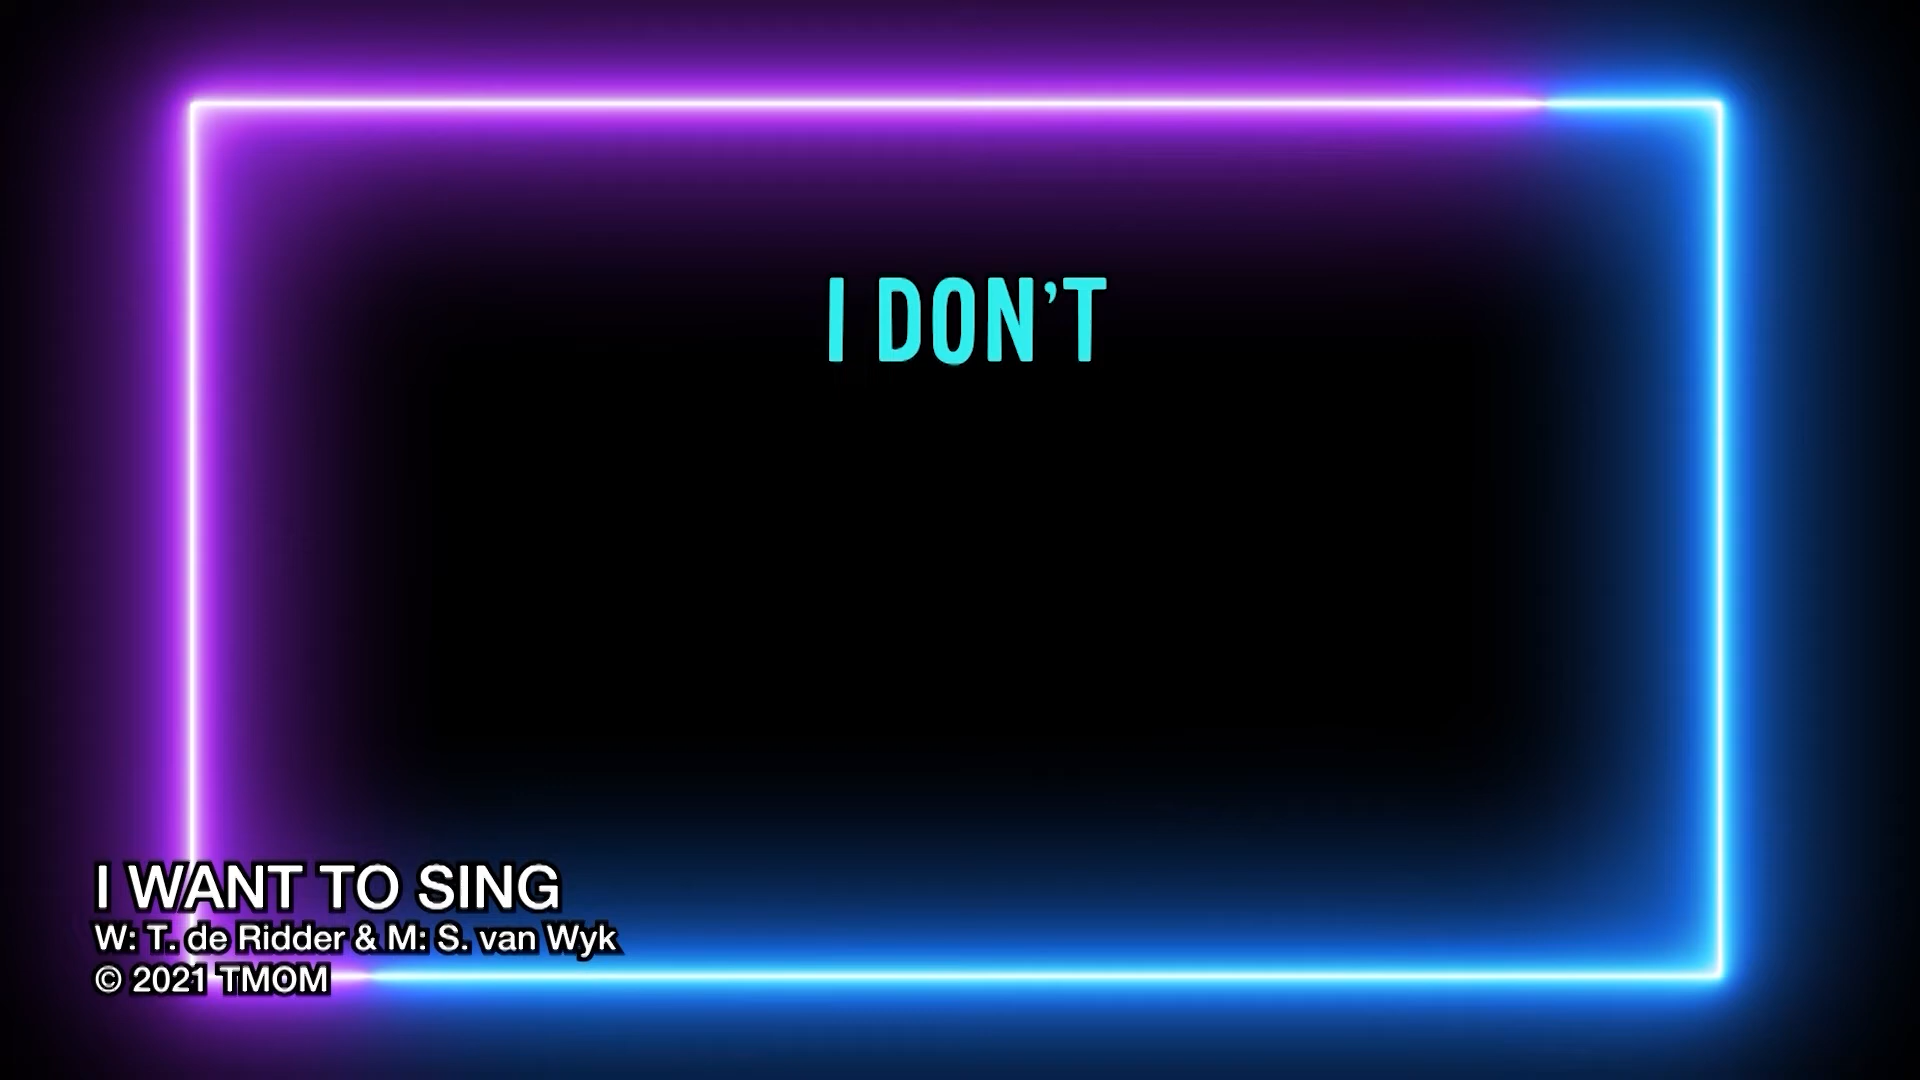 I DON’T
I WANT TO SING
W: T. de Ridder & M: S. van Wyk
© 2021 TMOM